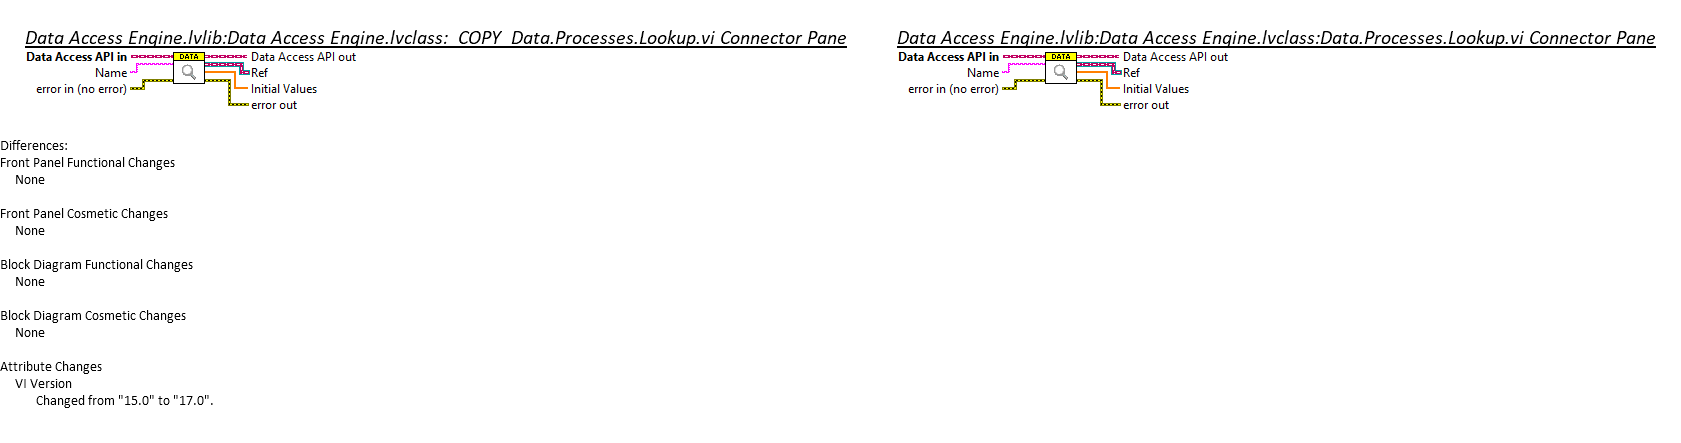 Data Access Engine.lvlib:Data Access Engine.lvclass:_COPY_Data.Processes.Lookup.vi Connector Pane
Data Access API in
DATA
Data Access API out
Name
Ref
error in (no error)
Initial Values
error out
Data Access Engine.lvlib:Data Access Engine.lvclass:Data.Processes.Lookup.vi Connector Pane
Data Access API in
DATA
Data Access API out
Name
Ref
error in (no error)
Initial Values
error out
Differences:
Front Panel Functional Changes
None
Front Panel Cosmetic Changes
None
Block Diagram Functional Changes
None
Block Diagram Cosmetic Changes
None
Attribute Changes
VI Version
Changed from "15.0" to "17.0".